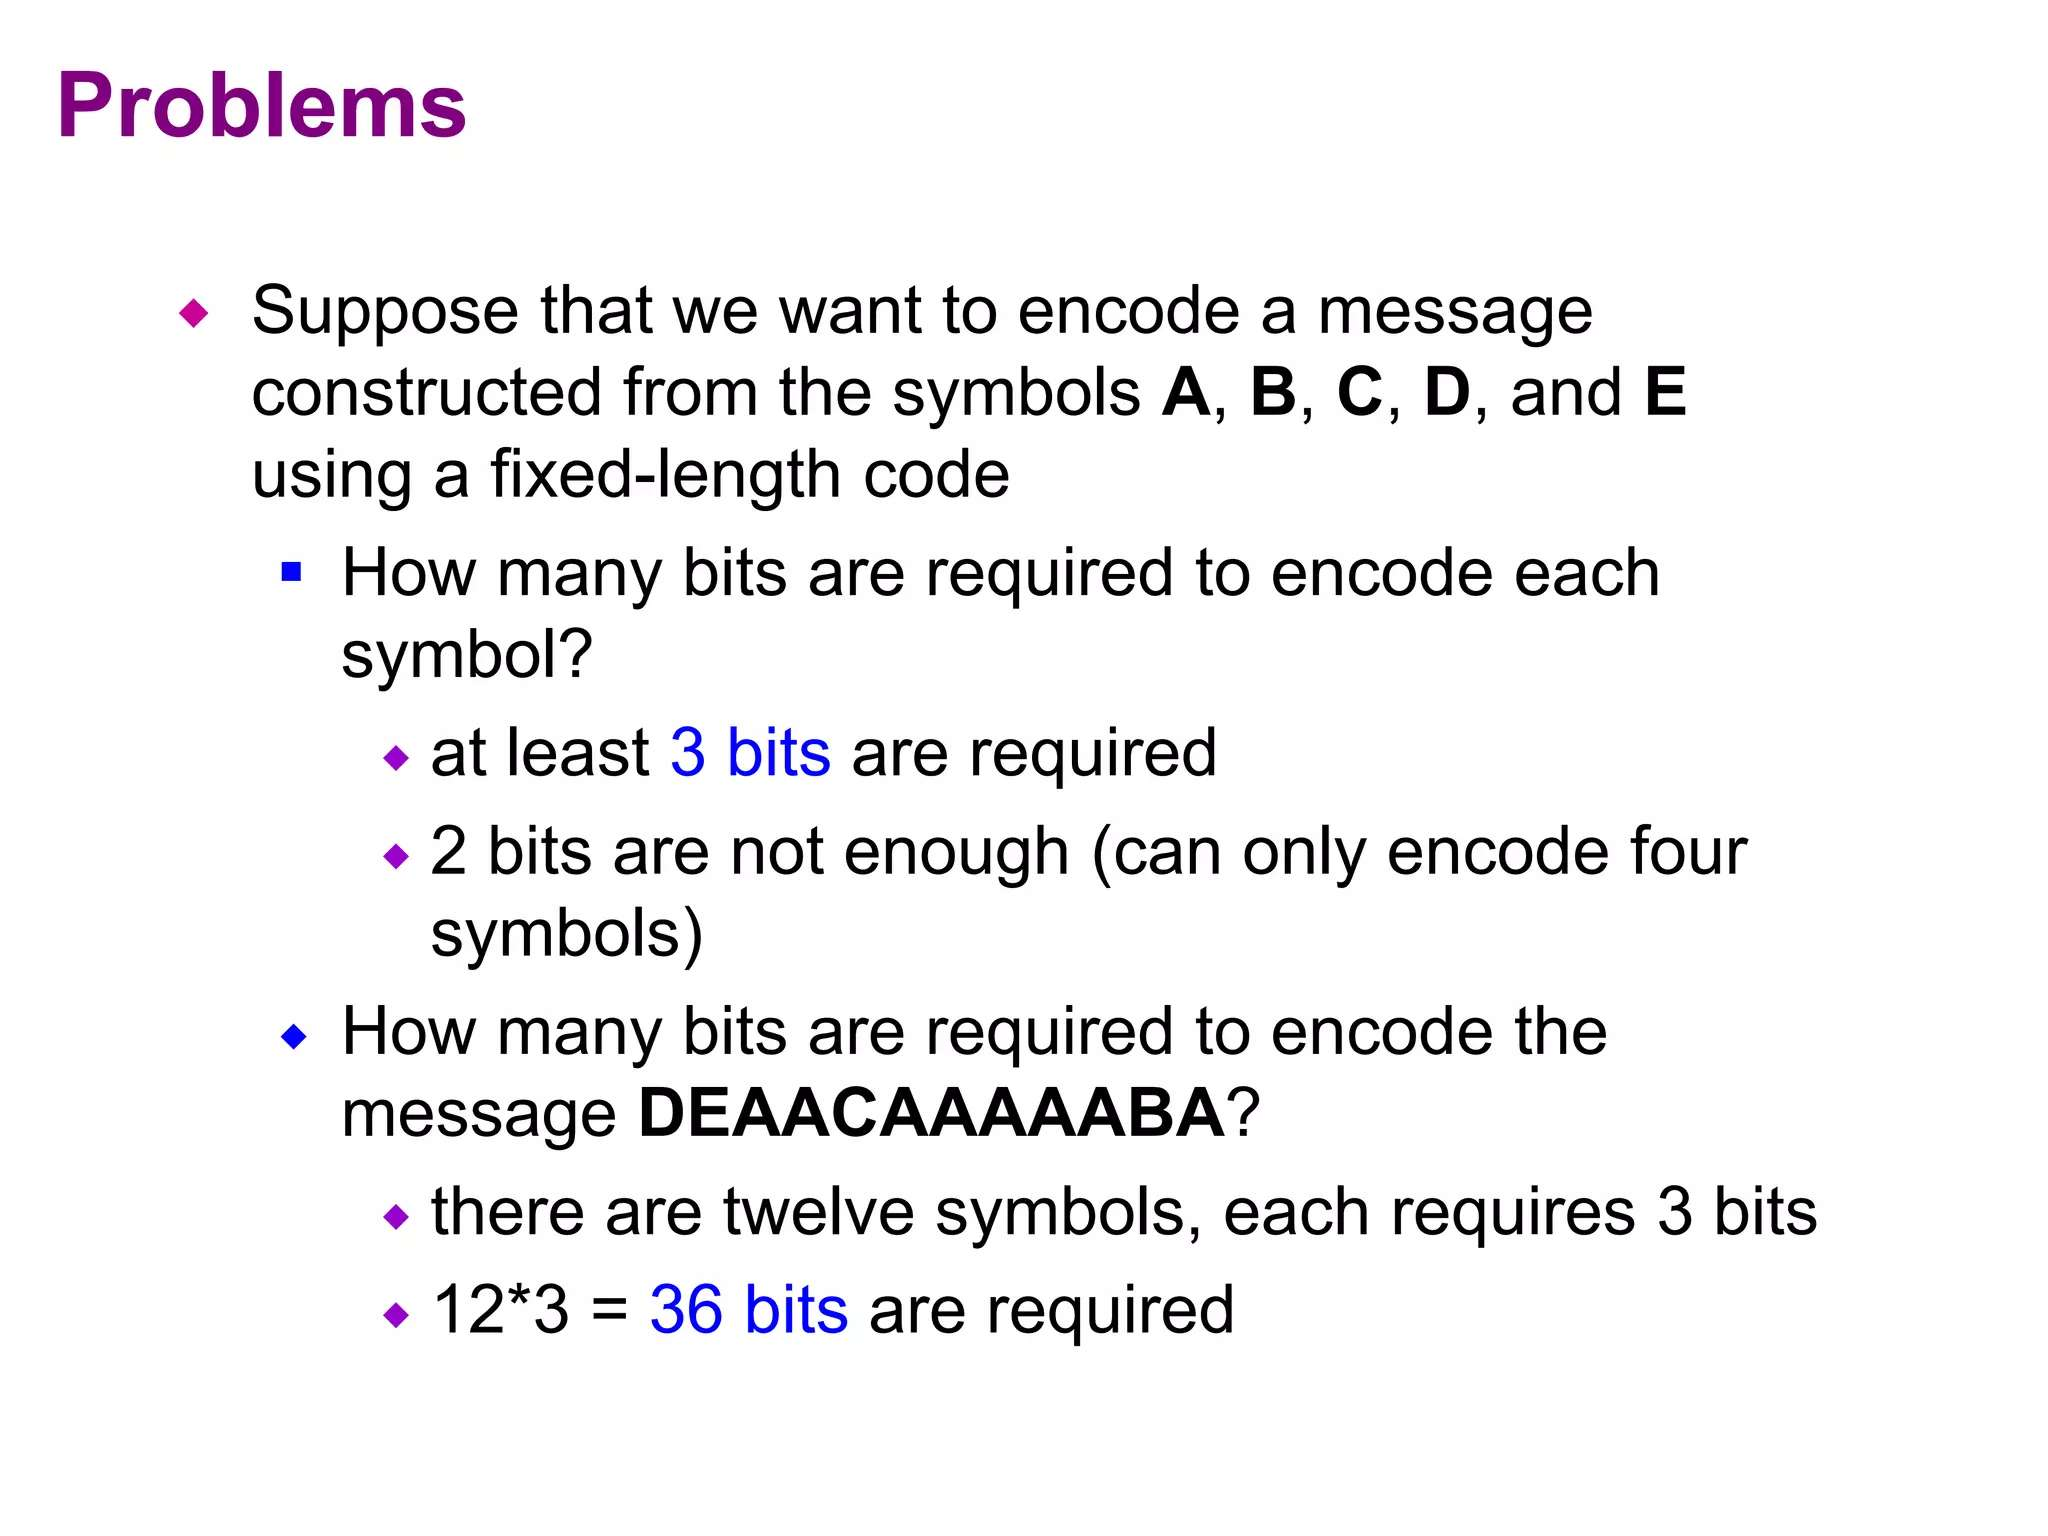 Problems
Suppose that we want to encode a message
constructed from the symbols A, B, C, D, and E
using a fixed-length code
How many bits are required to encode each
symbol?
at least 3 bits are required
2 bits are not enough (can only encode four
symbols)
How many bits are required to encode the
message DEAACAAAAABA?
there are twelve symbols, each requires 3 bits
12*3 = 36 bits are required